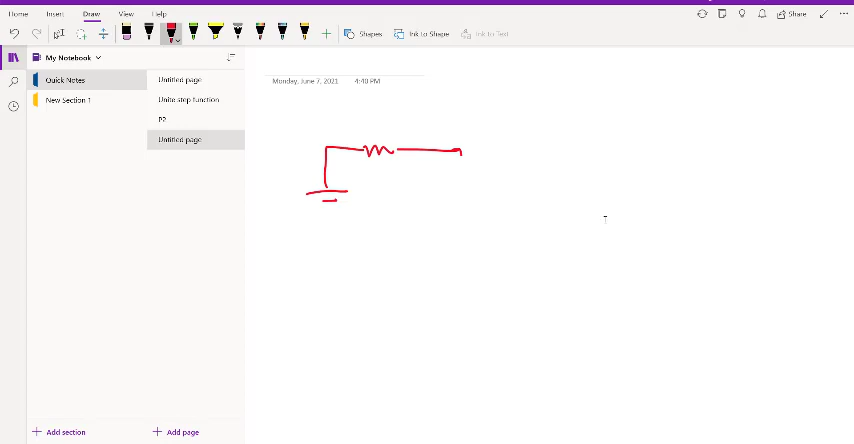 Home Insert Draw View Help Share
Shapes Ink to Shape Ink to Text
My Notebook
Quick Notes
New Section 1
Untitled page
Unite step function
P2
Untitled page
Monday, June 7, 2021 4:40 PM
Add section Add page